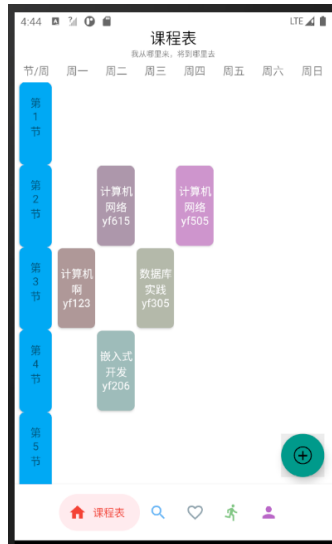 4:44
LTE
课程表
我从哪里来，将到哪里去
节/周 周一 周二 周三 周四 周五 周六 周日
第
1
节
第
2
节
计算机
网络
yf615
计算机
网络
yf505
第
3
节
计算机
啊
yf123
数据库
实践
yf305
第
4
节
嵌入式
开发
yf206
第
5
节
课程表